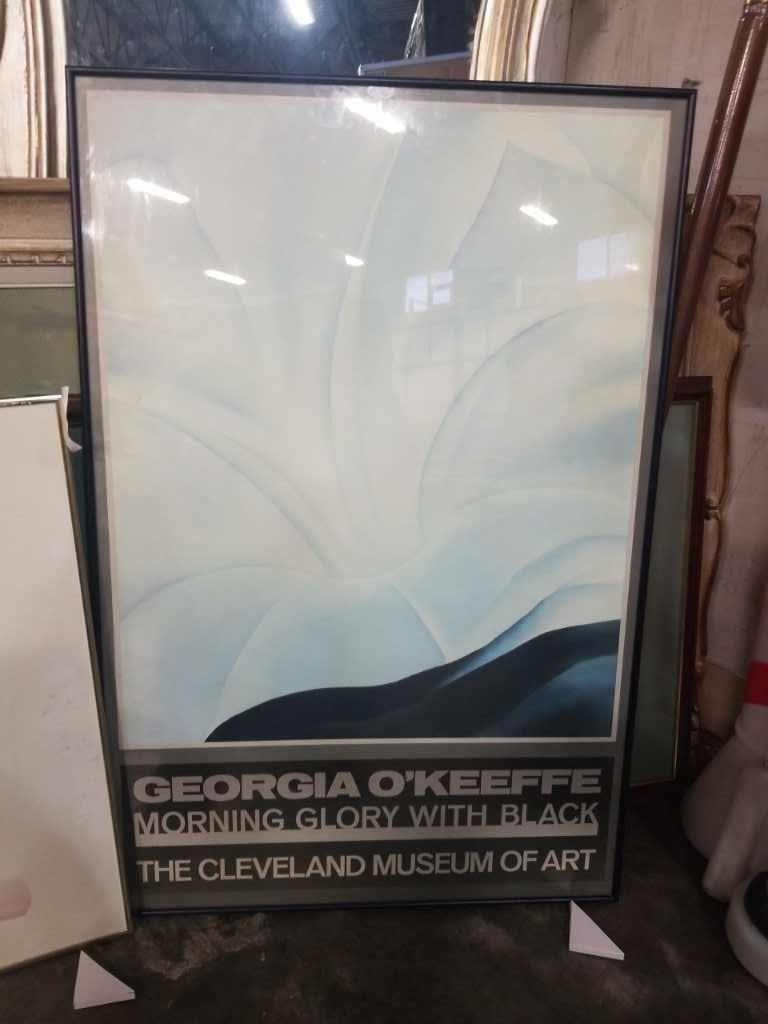 GEORGIA O'KEEFFE
MORNING GLORY WITH BLACK
THE CLEVELAND MUSEUM OF ART